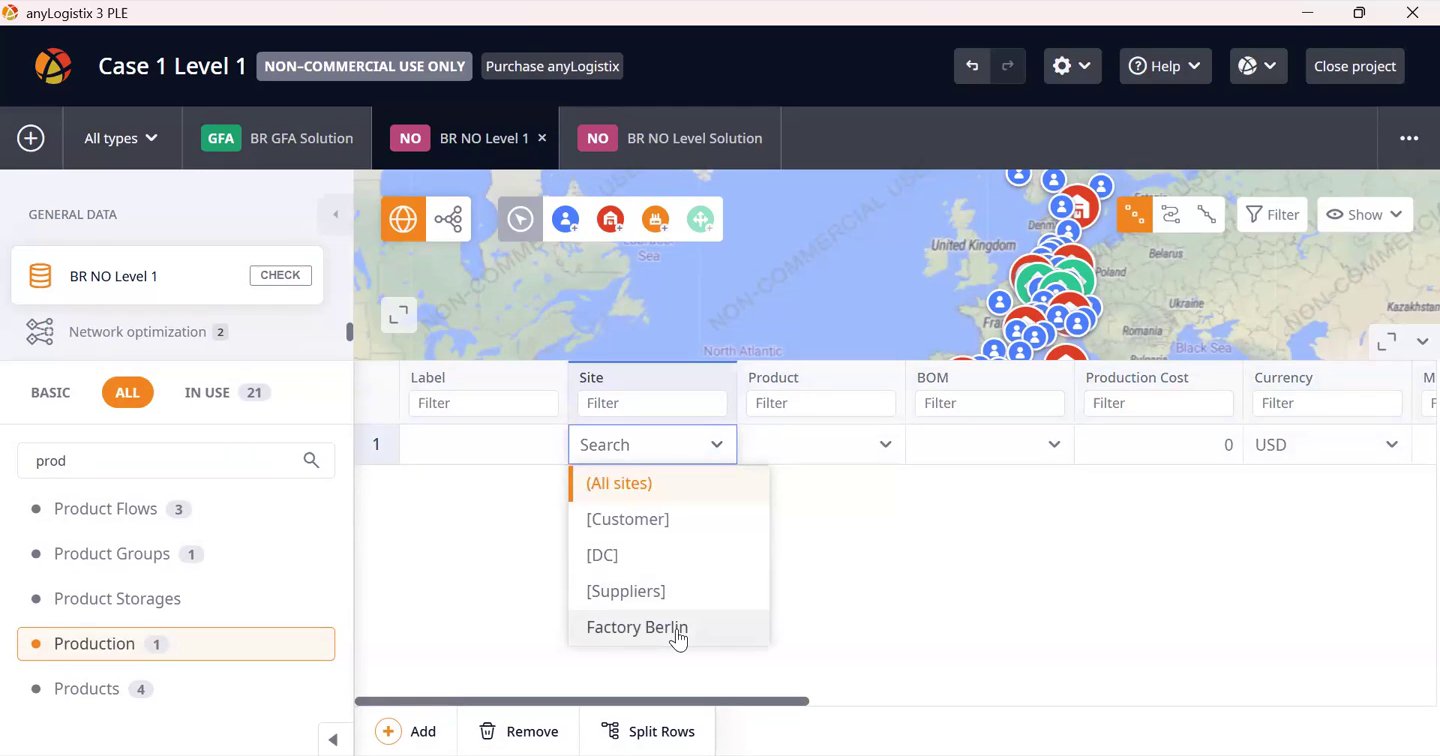 anyLogistix 3 PLE
Case 1 Level 1
NON-COMMERCIAL USE ONLY
Purchase anyLogistix
Help
Close project
All types
GFA BR GFA Solution
NO BR NO Level 1 ×
NO BR NO Level Solution
GENERAL DATA
BR NO Level 1
CHECK
Network optimization 2
BASIC
ALL
IN USE 21
prod
Product Flows 3
Product Groups 1
Product Storages
Production 1
Products 4
Filter
Show
Sea
United Kingdom
Denm
Belarus
Poland
Ukraine
Kazakhstan
Fra
Romania
Black Sea
North Atlantic
Label
Site
Product
BOM
Production Cost
Currency
M
Filter
Filter
Filter
Filter
Filter
Filter
1
Search
0
USD
(All sites)
[Customer]
[DC]
[Suppliers]
Factory Berlin
Add
Remove
Split Rows